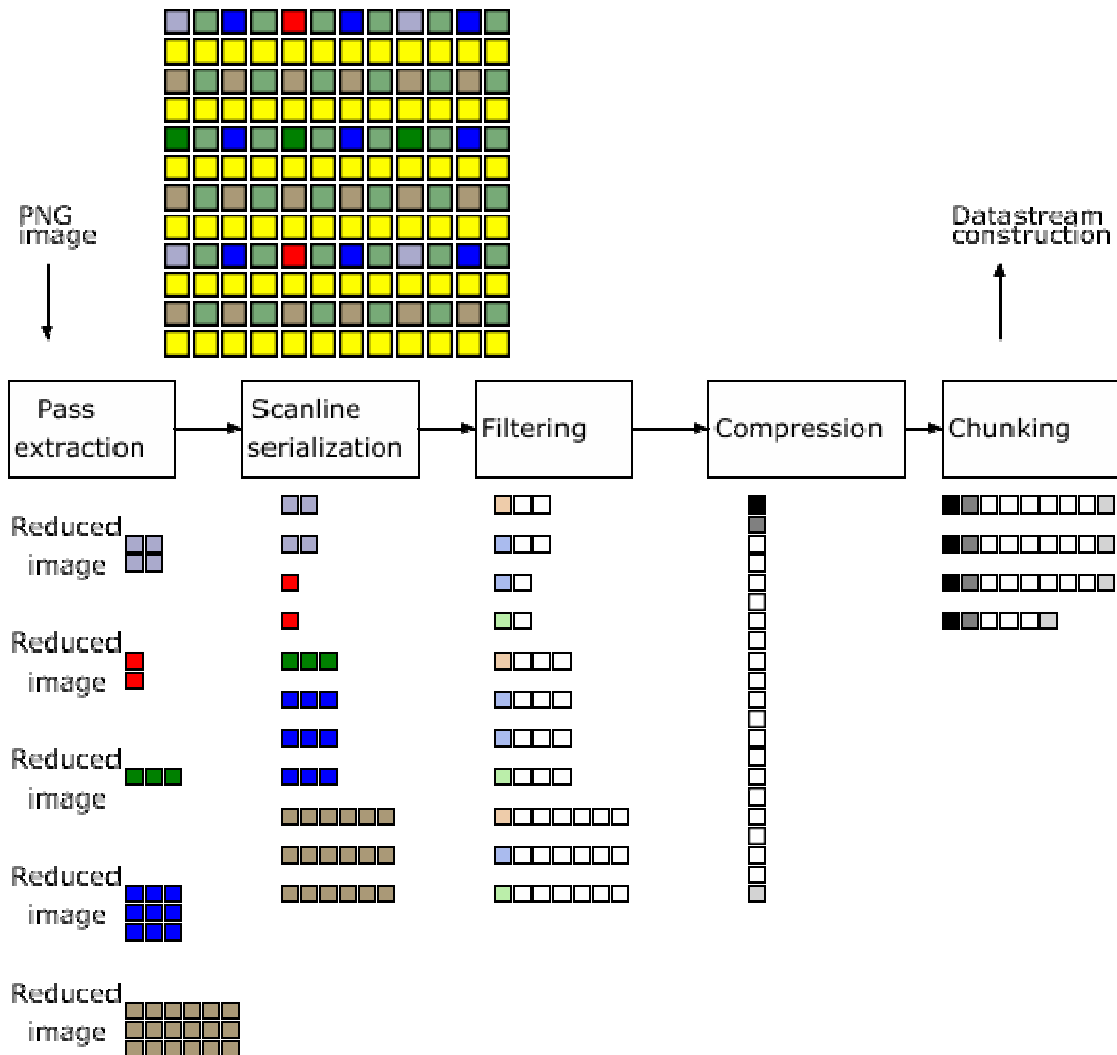 PNG
image
Datastream
construction
Pass
extraction
Scanline
serialization
Filtering
Compression
Chunking
Reduced
image
Reduced
image
Reduced
image
Reduced
image
Reduced
image